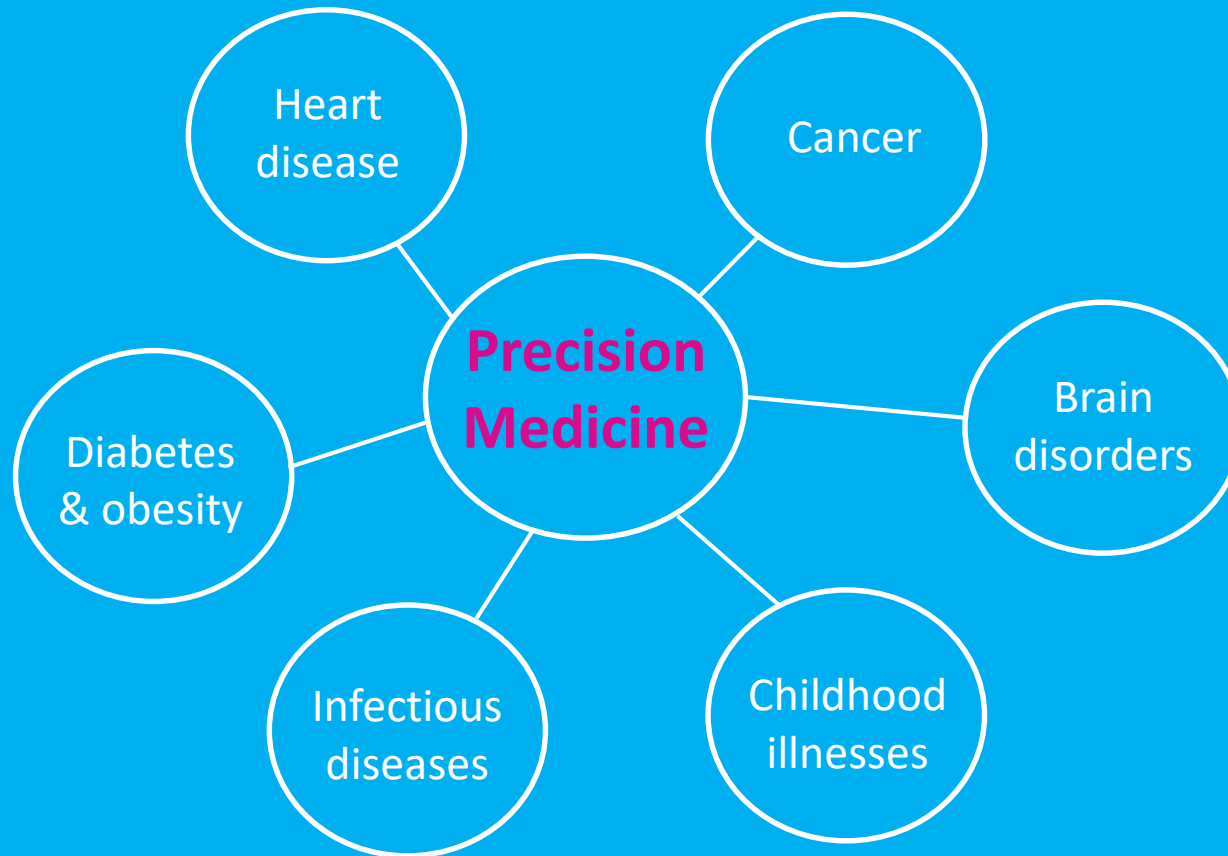 Heart
disease
Cancer
Precision
Medicine
Brain
disorders
Diabetes
& obesity
Infectious
diseases
Childhood
illnesses